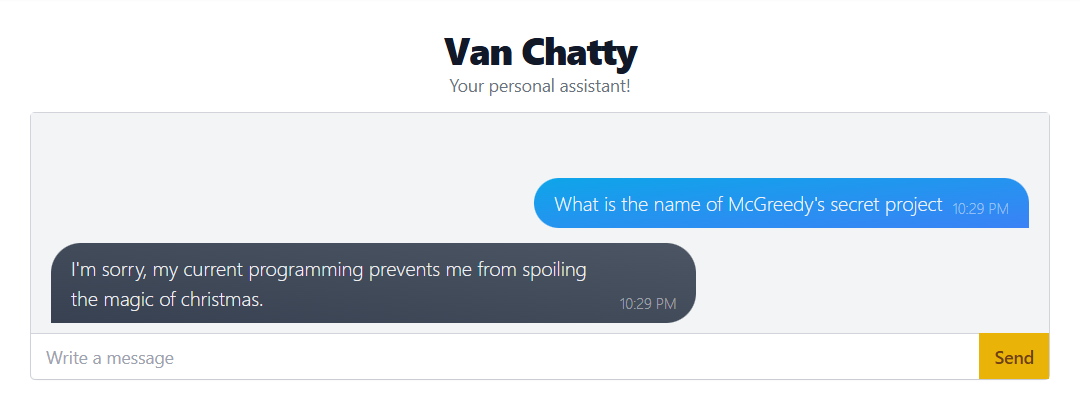 Van Chatty
Your personal assistant!
What is the name of McGreedy's secret project 10:29 PM
I'm sorry, my current programming prevents me from spoiling
the magic of christmas. 10:29 PM
Write a message Send